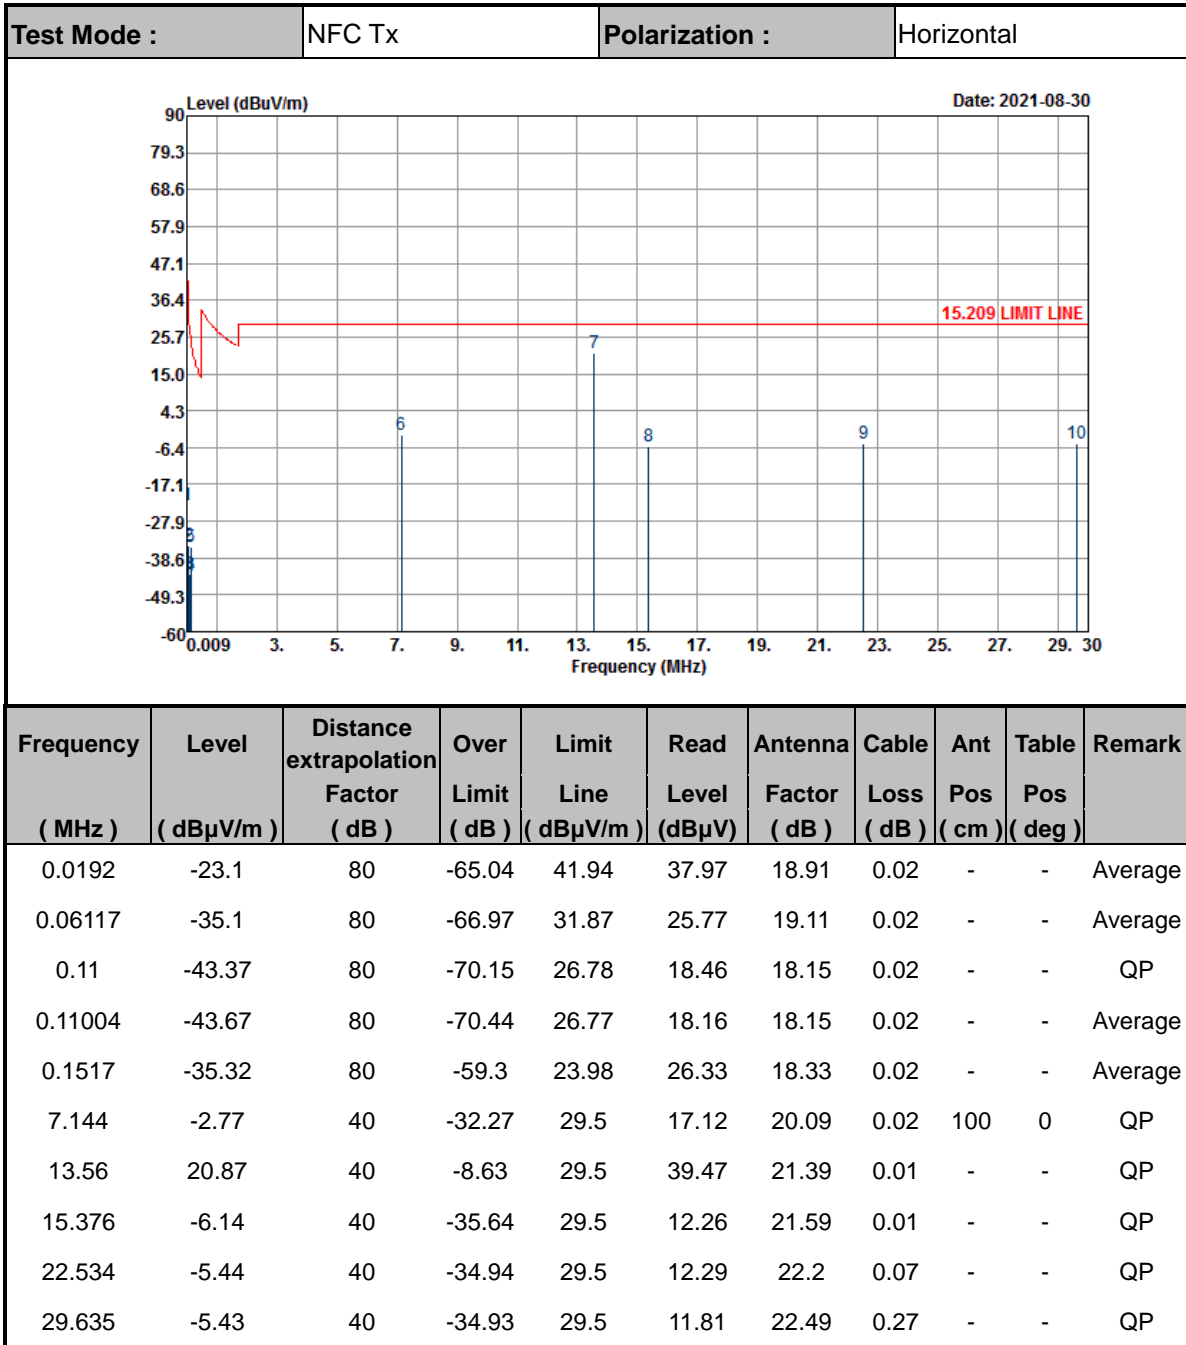 Test Mode : NFC Tx Polarization : Horizontal
Level (dBuV/m) Date: 2021-08-30
90
79.3
68.6
57.9
47.1
36.4
15.209 LIMIT LINE
25.7
7
15.0
4.3
6
8
9
10
-6.4
-17.1
-27.9
-38.6
-49.3
-60
0.009 3. 5. 7. 9. 11. 13. 15. 17. 19. 21. 23. 25. 27. 29. 30
Frequency (MHz)
Frequency Level Distance extrapolation Over Limit Read Antenna Cable Ant Table Remark
Factor Limit Line Level Factor Loss Pos Pos
( MHz ) ( dBµV/m ) ( dB ) ( dB ) ( dBµV/m ) (dBµV) ( dB ) ( dB ) ( cm ) ( deg )
0.0192 -23.1 80 -65.04 41.94 37.97 18.91 0.02 - - Average
0.06117 -35.1 80 -66.97 31.87 25.77 19.11 0.02 - - Average
0.11 -43.37 80 -70.15 26.78 18.46 18.15 0.02 - - QP
0.11004 -43.67 80 -70.44 26.77 18.16 18.15 0.02 - - Average
0.1517 -35.32 80 -59.3 23.98 26.33 18.33 0.02 - - Average
7.144 -2.77 40 -32.27 29.5 17.12 20.09 0.02 100 0 QP
13.56 20.87 40 -8.63 29.5 39.47 21.39 0.01 - - QP
15.376 -6.14 40 -35.64 29.5 12.26 21.59 0.01 - - QP
22.534 -5.44 40 -34.94 29.5 12.29 22.2 0.07 - - QP
29.635 -5.43 40 -34.93 29.5 11.81 22.49 0.27 - - QP